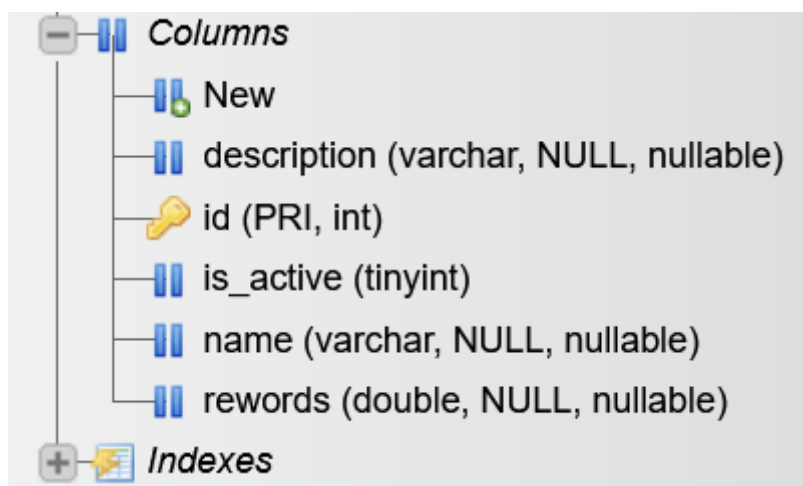 Columns
New
description (varchar, NULL, nullable)
id (PRI, int)
is_active (tinyint)
name (varchar, NULL, nullable)
rewords (double, NULL, nullable)
Indexes